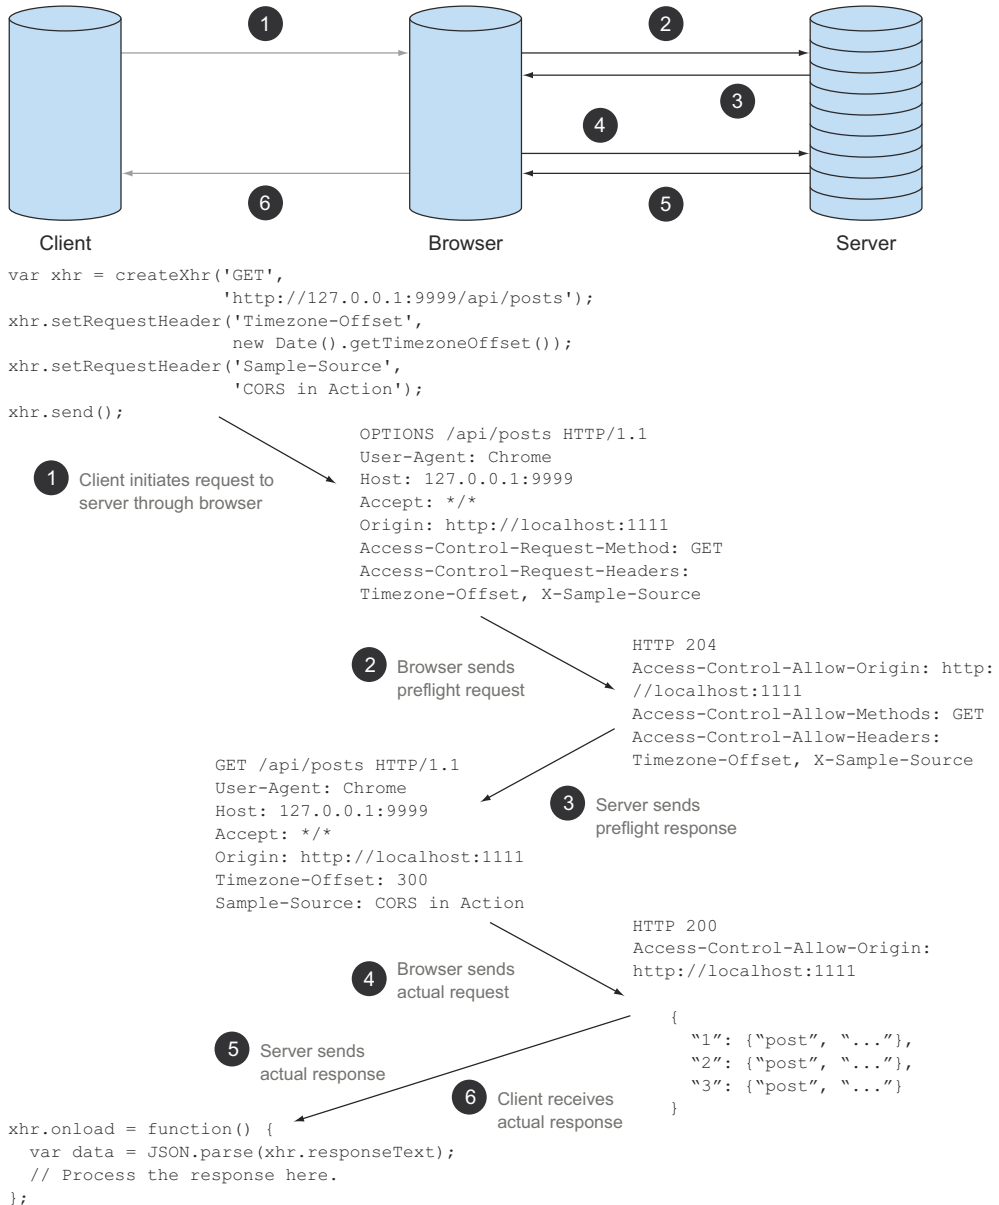 1
2
3
4
6
5
Client
Browser
Server
var xhr = createXhr('GET',
'http://127.0.0.1:9999/api/posts');
xhr.setRequestHeader('Timezone-Offset',
new Date().getTimezoneOffset());
xhr.setRequestHeader('Sample-Source',
'CORS in Action');
xhr.send();
1
Client initiates request to
server through browser
OPTIONS /api/posts HTTP/1.1
User-Agent: Chrome
Host: 127.0.0.1:9999
Accept: */*
Origin: http://localhost:1111
Access-Control-Request-Method: GET
Access-Control-Request-Headers:
Timezone-Offset, X-Sample-Source
2
Browser sends
preflight request
HTTP 204
Access-Control-Allow-Origin: http:
//localhost:1111
Access-Control-Allow-Methods: GET
Access-Control-Allow-Headers:
Timezone-Offset, X-Sample-Source
3
Server sends
preflight response
GET /api/posts HTTP/1.1
User-Agent: Chrome
Host: 127.0.0.1:9999
Accept: */*
Origin: http://localhost:1111
Timezone-Offset: 300
Sample-Source: CORS in Action
4
Browser sends
actual request
HTTP 200
Access-Control-Allow-Origin:
http://localhost:1111
{
“1”: {“post”, “...”},
“2”: {“post”, “...”},
“3”: {“post”, “...”}
}
5
Server sends
actual response
6
Client receives
actual response
xhr.onload = function() {
var data = JSON.parse(xhr.responseText);
// Process the response here.
};